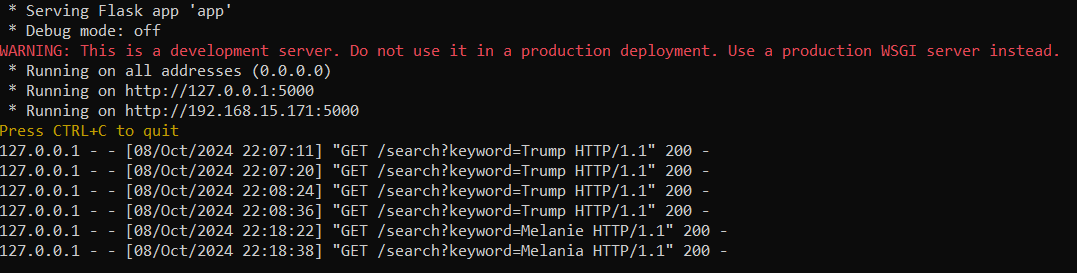 * Serving Flask app 'app'
* Debug mode: off
WARNING: This is a development server. Do not use it in a production deployment. Use a production WSGI server instead.
* Running on all addresses (0.0.0.0)
* Running on http://127.0.0.1:5000
* Running on http://192.168.15.171:5000
Press CTRL+C to quit
127.0.0.1 - - [08/Oct/2024 22:07:11] "GET /search?keyword=Trump HTTP/1.1" 200 -
127.0.0.1 - - [08/Oct/2024 22:07:20] "GET /search?keyword=Trump HTTP/1.1" 200 -
127.0.0.1 - - [08/Oct/2024 22:08:24] "GET /search?keyword=Trump HTTP/1.1" 200 -
127.0.0.1 - - [08/Oct/2024 22:08:36] "GET /search?keyword=Trump HTTP/1.1" 200 -
127.0.0.1 - - [08/Oct/2024 22:18:22] "GET /search?keyword=Melanie HTTP/1.1" 200 -
127.0.0.1 - - [08/Oct/2024 22:18:38] "GET /search?keyword=Melania HTTP/1.1" 200 -